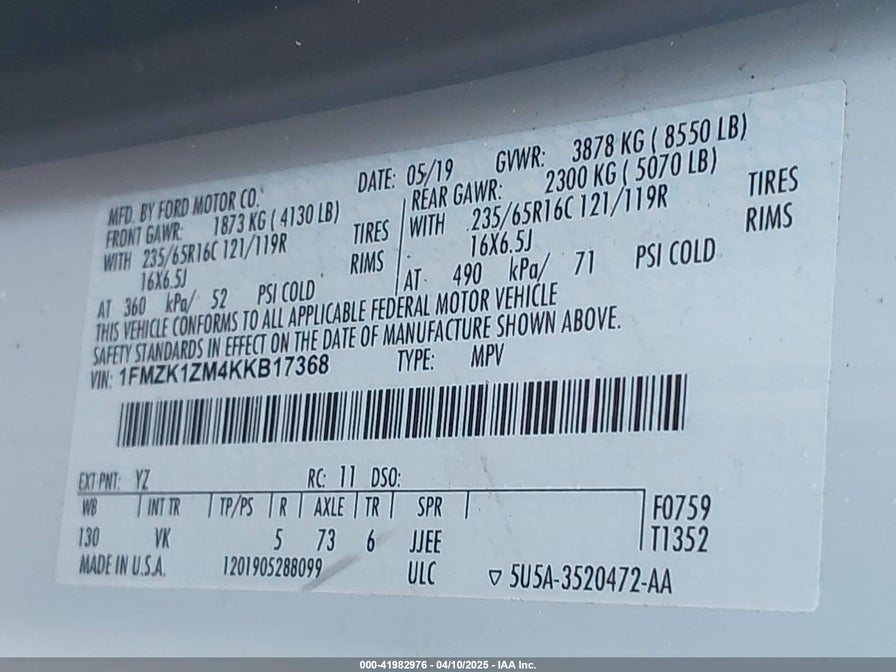 MFD. BY FORD MOTOR CO. DATE: 05/19 GVWR: 3878 KG ( 8550 LB)
FRONT GAWR: 1873 KG ( 4130 LB) REAR GAWR: 2300 KG ( 5070 LB)
WITH 235/65R16C 121/119R TIRES WITH 235/65R16C 121/119R TIRES
16X6.5J RIMS 16X6.5J RIMS
AT 360 kPa/ 52 PSI COLD AT 490 kPa/ 71 PSI COLD
THIS VEHICLE CONFORMS TO ALL APPLICABLE FEDERAL MOTOR VEHICLE
SAFETY STANDARDS IN EFFECT ON THE DATE OF MANUFACTURE SHOWN ABOVE.
VIN: 1FMZK1ZM4KKB17368 TYPE: MPV
EXT PNT: YZ RC: 11 DSO:
WB INT TR TP/PS R AXLE TR SPR F0759
130 VK 5 73 6 JJEE T1352
MADE IN U.S.A. 1201905288099 ULC ▽ 5U5A-3520472-AA
000-41982976 - 04/10/2025 - IAA Inc.